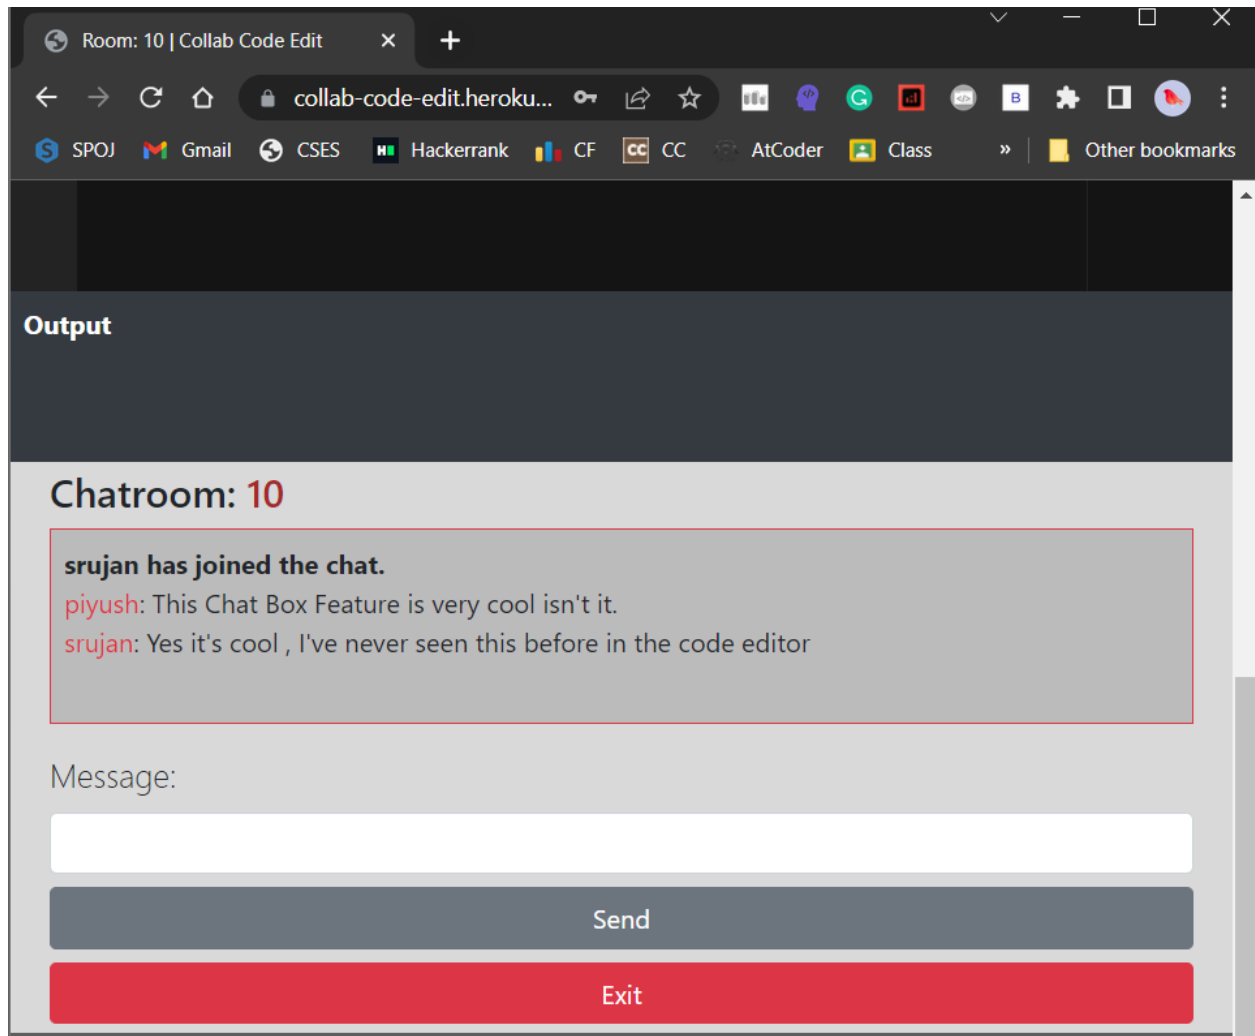 Room: 10 | Collab Code Edit
collab-code-edit.heroku...
SPOJ Gmail CSES Hackerrank CF CC CC AtCoder Class » Other bookmarks
Output
Chatroom: 10
srujan has joined the chat.
piyush: This Chat Box Feature is very cool isn't it.
srujan: Yes it's cool , I've never seen this before in the code editor
Message:
Send
Exit